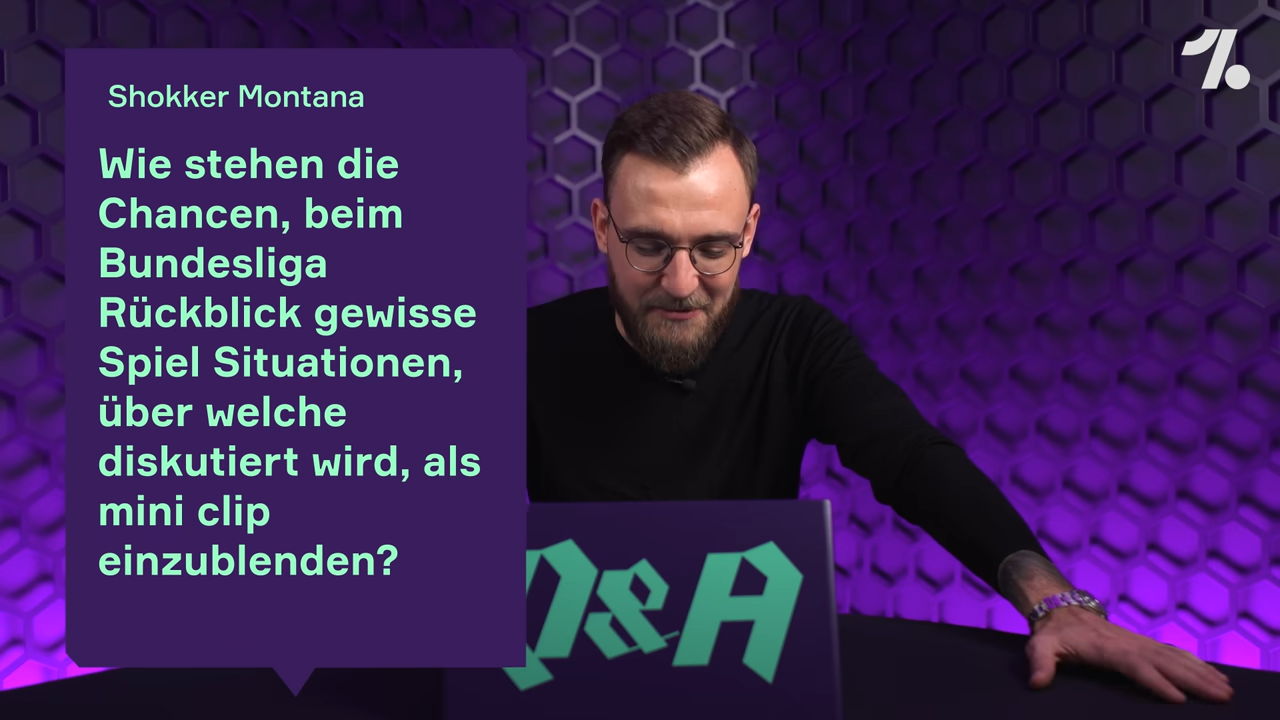 Shokker Montana
Wie stehen die
Chancen, beim
Bundesliga
Rückblick gewisse
Spiel Situationen,
über welche
diskutiert wird, als
mini clip
einzublenden?
Q&A